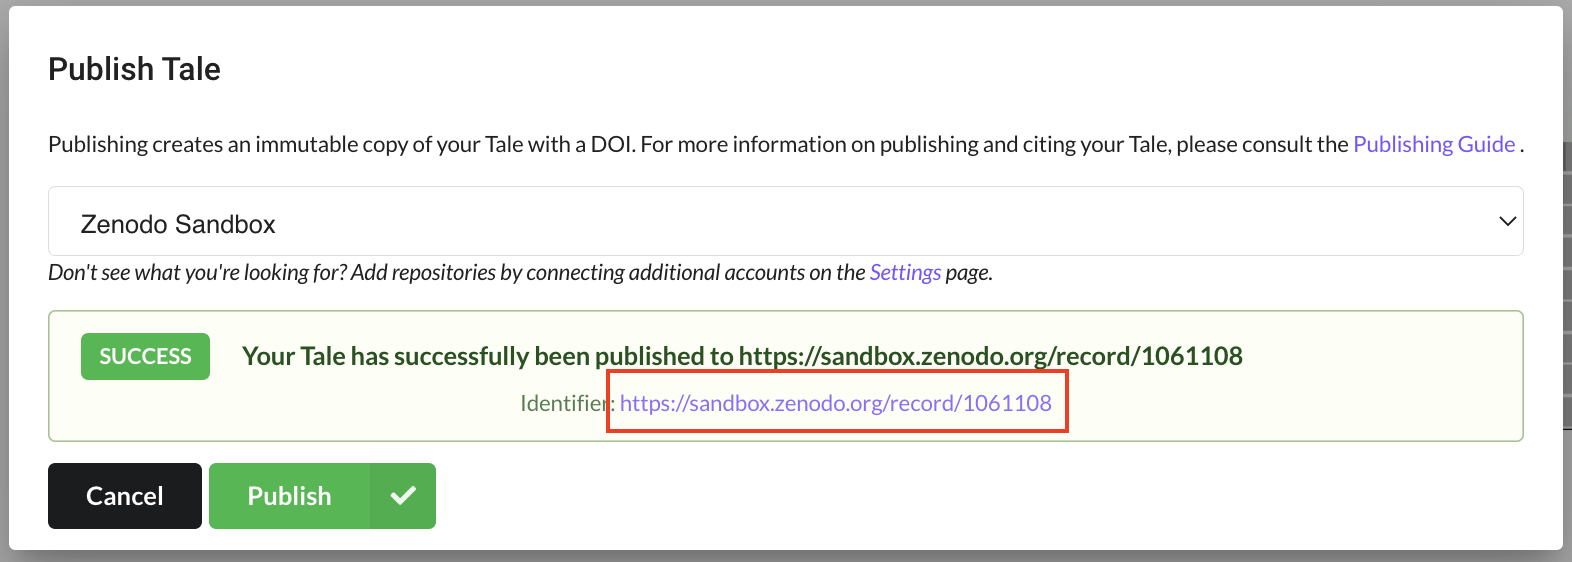 Publish Tale
Publishing creates an immutable copy of your Tale with a DOI. For more information on publishing and citing your Tale, please consult the Publishing Guide .
Zenodo Sandbox
Don't see what you're looking for? Add repositories by connecting additional accounts on the Settings page.
SUCCESS Your Tale has successfully been published to https://sandbox.zenodo.org/record/1061108
Identifier: https://sandbox.zenodo.org/record/1061108
Cancel Publish